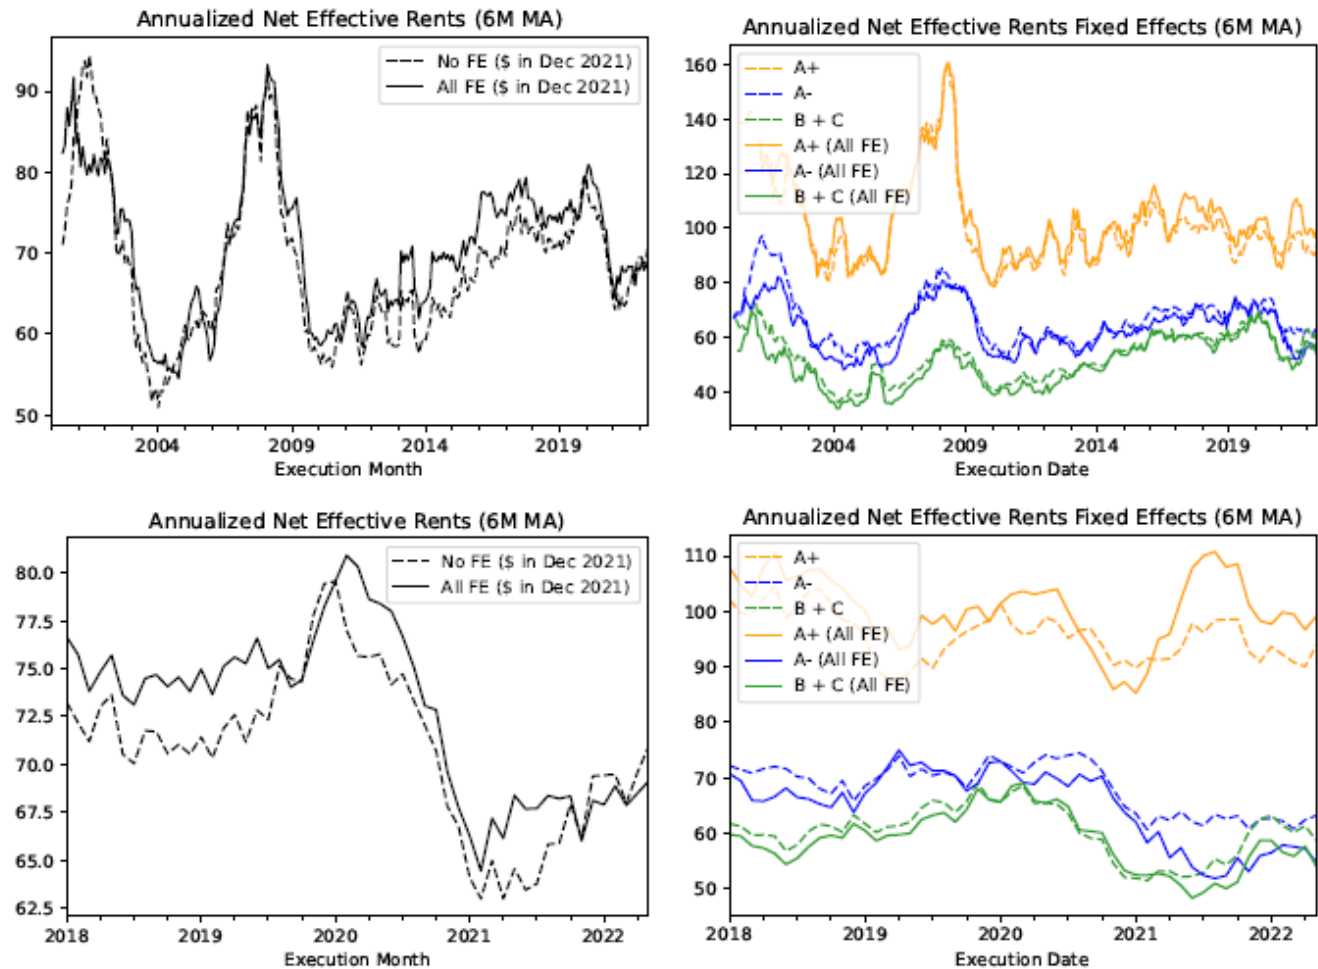 Annualized Net Effective Rents (6M MA)
No FE ($ in Dec 2021)
All FE ($ in Dec 2021)
90
80
70
60
50
2004
2009
2014
2019
Execution Month
Annualized Net Effective Rents Fixed Effects (6M MA)
A+
A-
B + C
A+ (All FE)
A- (All FE)
B + C (All FE)
160
140
120
100
80
60
40
2004
2009
2014
2019
Execution Date
Annualized Net Effective Rents (6M MA)
No FE ($ in Dec 2021)
All FE ($ in Dec 2021)
80.0
77.5
75.0
72.5
70.0
67.5
65.0
62.5
2018
2019
2020
2021
2022
Execution Month
Annualized Net Effective Rents Fixed Effects (6M MA)
A+
A-
B + C
A+ (All FE)
A- (All FE)
B + C (All FE)
110
100
90
80
70
60
50
2018
2019
2020
2021
2022
Execution Date